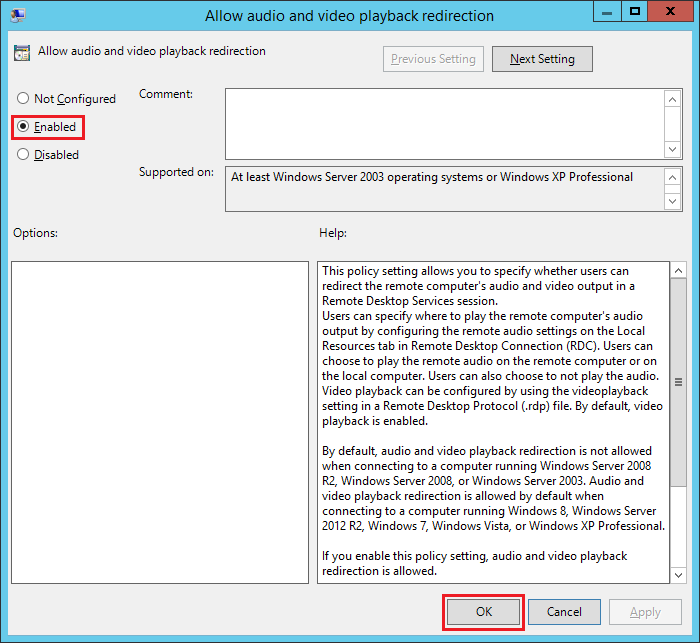 Allow audio and video playback redirection
Allow audio and video playback redirection
Previous Setting
Next Setting
Not Configured
Comment:
Enabled
Disabled
Supported on:
At least Windows Server 2003 operating systems or Windows XP Professional
Options:
Help:
This policy setting allows you to specify whether users can
redirect the remote computer's audio and video output in a
Remote Desktop Services session.
Users can specify where to play the remote computer's audio
output by configuring the remote audio settings on the Local
Resources tab in Remote Desktop Connection (RDC). Users can
choose to play the remote audio on the remote computer or on
the local computer. Users can also choose to not play the audio.
Video playback can be configured by using the videoplayback
setting in a Remote Desktop Protocol (.rdp) file. By default, video
playback is enabled.
By default, audio and video playback redirection is not allowed
when connecting to a computer running Windows Server 2008
R2, Windows Server 2008, or Windows Server 2003. Audio and
video playback redirection is allowed by default when
connecting to a computer running Windows 8, Windows Server
2012 R2, Windows 7, Windows Vista, or Windows XP Professional.
If you enable this policy setting, audio and video playback
redirection is allowed.
OK
Cancel
Apply